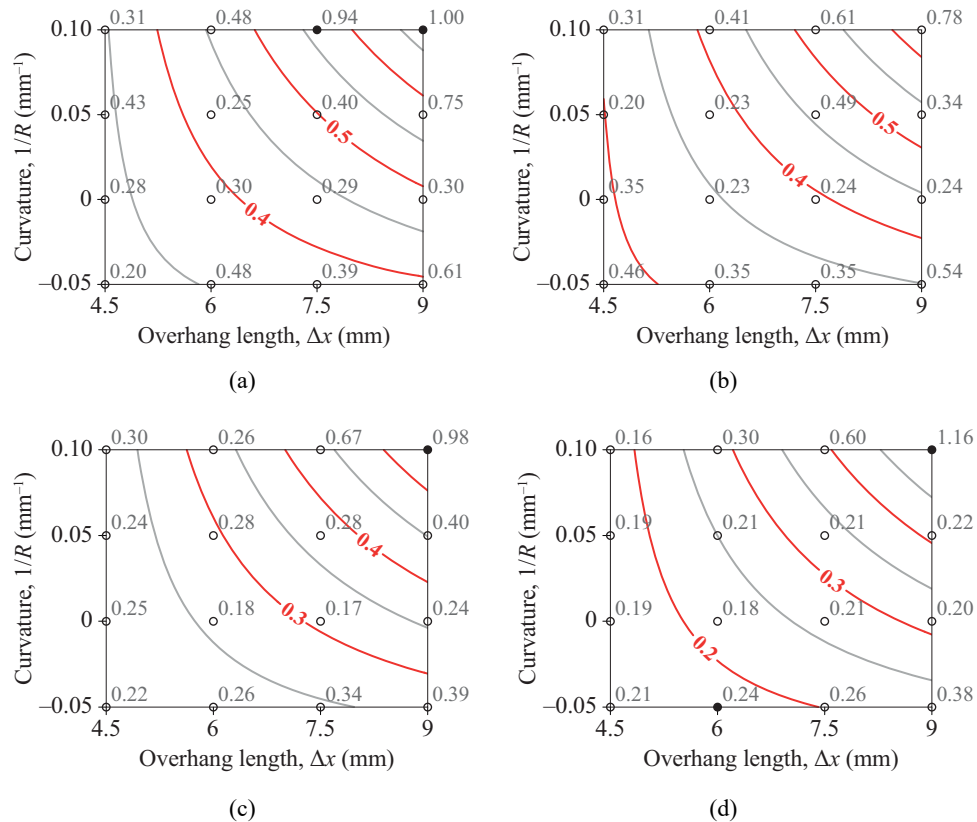 0.31 0.48 0.94 1.00
0.10
0.43 0.25 0.40 0.75
0.05
0.5
0.28 0.30 0.29 0.30
0
0.4
0.20 0.48 0.39 0.61
−0.05
4.5 6 7.5 9
Curvature, 1/R (mm⁻¹)
Overhang length, Δx (mm)
(a)
0.31 0.41 0.61 0.78
0.10
0.20 0.23 0.49 0.34
0.05
0.5
0.35 0.23 0.24 0.24
0
0.4
0.46 0.35 0.35 0.54
−0.05
4.5 6 7.5 9
Curvature, 1/R (mm⁻¹)
Overhang length, Δx (mm)
(b)
0.30 0.26 0.67 0.98
0.10
0.24 0.28 0.28 0.40
0.05
0.4
0.25 0.18 0.17 0.24
0
0.3
0.22 0.26 0.34 0.39
−0.05
4.5 6 7.5 9
Curvature, 1/R (mm⁻¹)
Overhang length, Δx (mm)
(c)
0.16 0.30 0.60 1.16
0.10
0.19 0.21 0.21 0.22
0.05
0.3
0.19 0.18 0.21 0.20
0
0.2
0.21 0.24 0.26 0.38
−0.05
4.5 6 7.5 9
Curvature, 1/R (mm⁻¹)
Overhang length, Δx (mm)
(d)